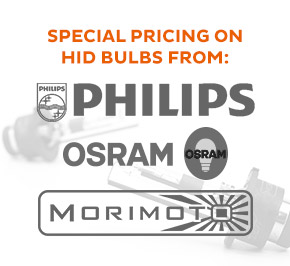 SPECIAL PRICING ON
HID BULBS FROM:
PHILIPS
PHILIPS
OSRAM OSRAM
MORIMOTO